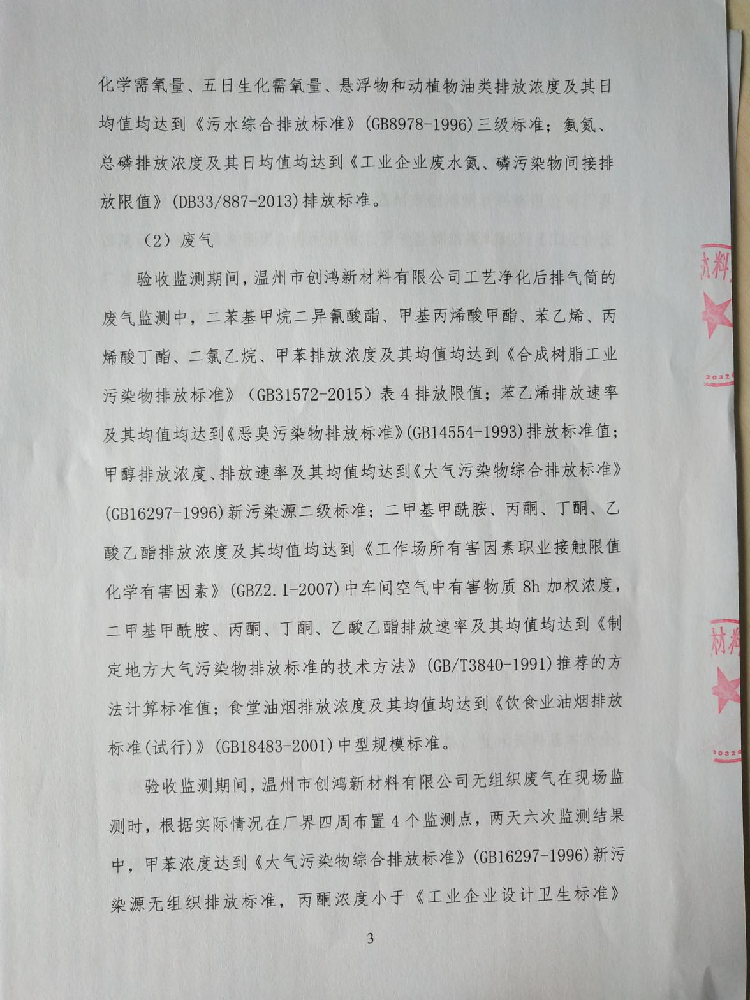 化学需氧量、五日生化需氧量、悬浮物和动植物油类排放浓度及其日
均值均达到《污水综合排放标准》(GB8978-1996)三级标准；氨氮、
总磷排放浓度及其日均值均达到《工业企业废水氮、磷污染物间接排
放限值》(DB33/887-2013)排放标准。
（2）废气
验收监测期间，温州市创鸿新材料有限公司工艺净化后排气筒的
废气监测中，二苯基甲烷二异氰酸酯、甲基丙烯酸甲酯、苯乙烯、丙
烯酸丁酯、二氯乙烷、甲苯排放浓度及其均值均达到《合成树脂工业
污染物排放标准》（GB31572-2015）表 4 排放限值；苯乙烯排放速率
及其均值均达到《恶臭污染物排放标准》(GB14554-1993)排放标准值；
甲醇排放浓度、排放速率及其均值均达到《大气污染物综合排放标准》
(GB16297-1996)新污染源二级标准；二甲基甲酰胺、丙酮、丁酮、乙
酸乙酯排放浓度及其均值均达到《工作场所有害因素职业接触限值
化学有害因素》(GBZ2.1-2007)中车间空气中有害物质 8h 加权浓度，
二甲基甲酰胺、丙酮、丁酮、乙酸乙酯排放速率及其均值均达到《制
定地方大气污染物排放标准的技术方法》(GB/T3840-1991)推荐的方
法计算标准值；食堂油烟排放浓度及其均值均达到《饮食业油烟排放
标准(试行)》(GB18483-2001)中型规模标准。
验收监测期间，温州市创鸿新材料有限公司无组织废气在现场监
测时，根据实际情况在厂界四周布置 4 个监测点，两天六次监测结果
中，甲苯浓度达到《大气污染物综合排放标准》(GB16297-1996)新污
染源无组织排放标准，丙酮浓度小于《工业企业设计卫生标准》
3
材料
30328
材料
10328